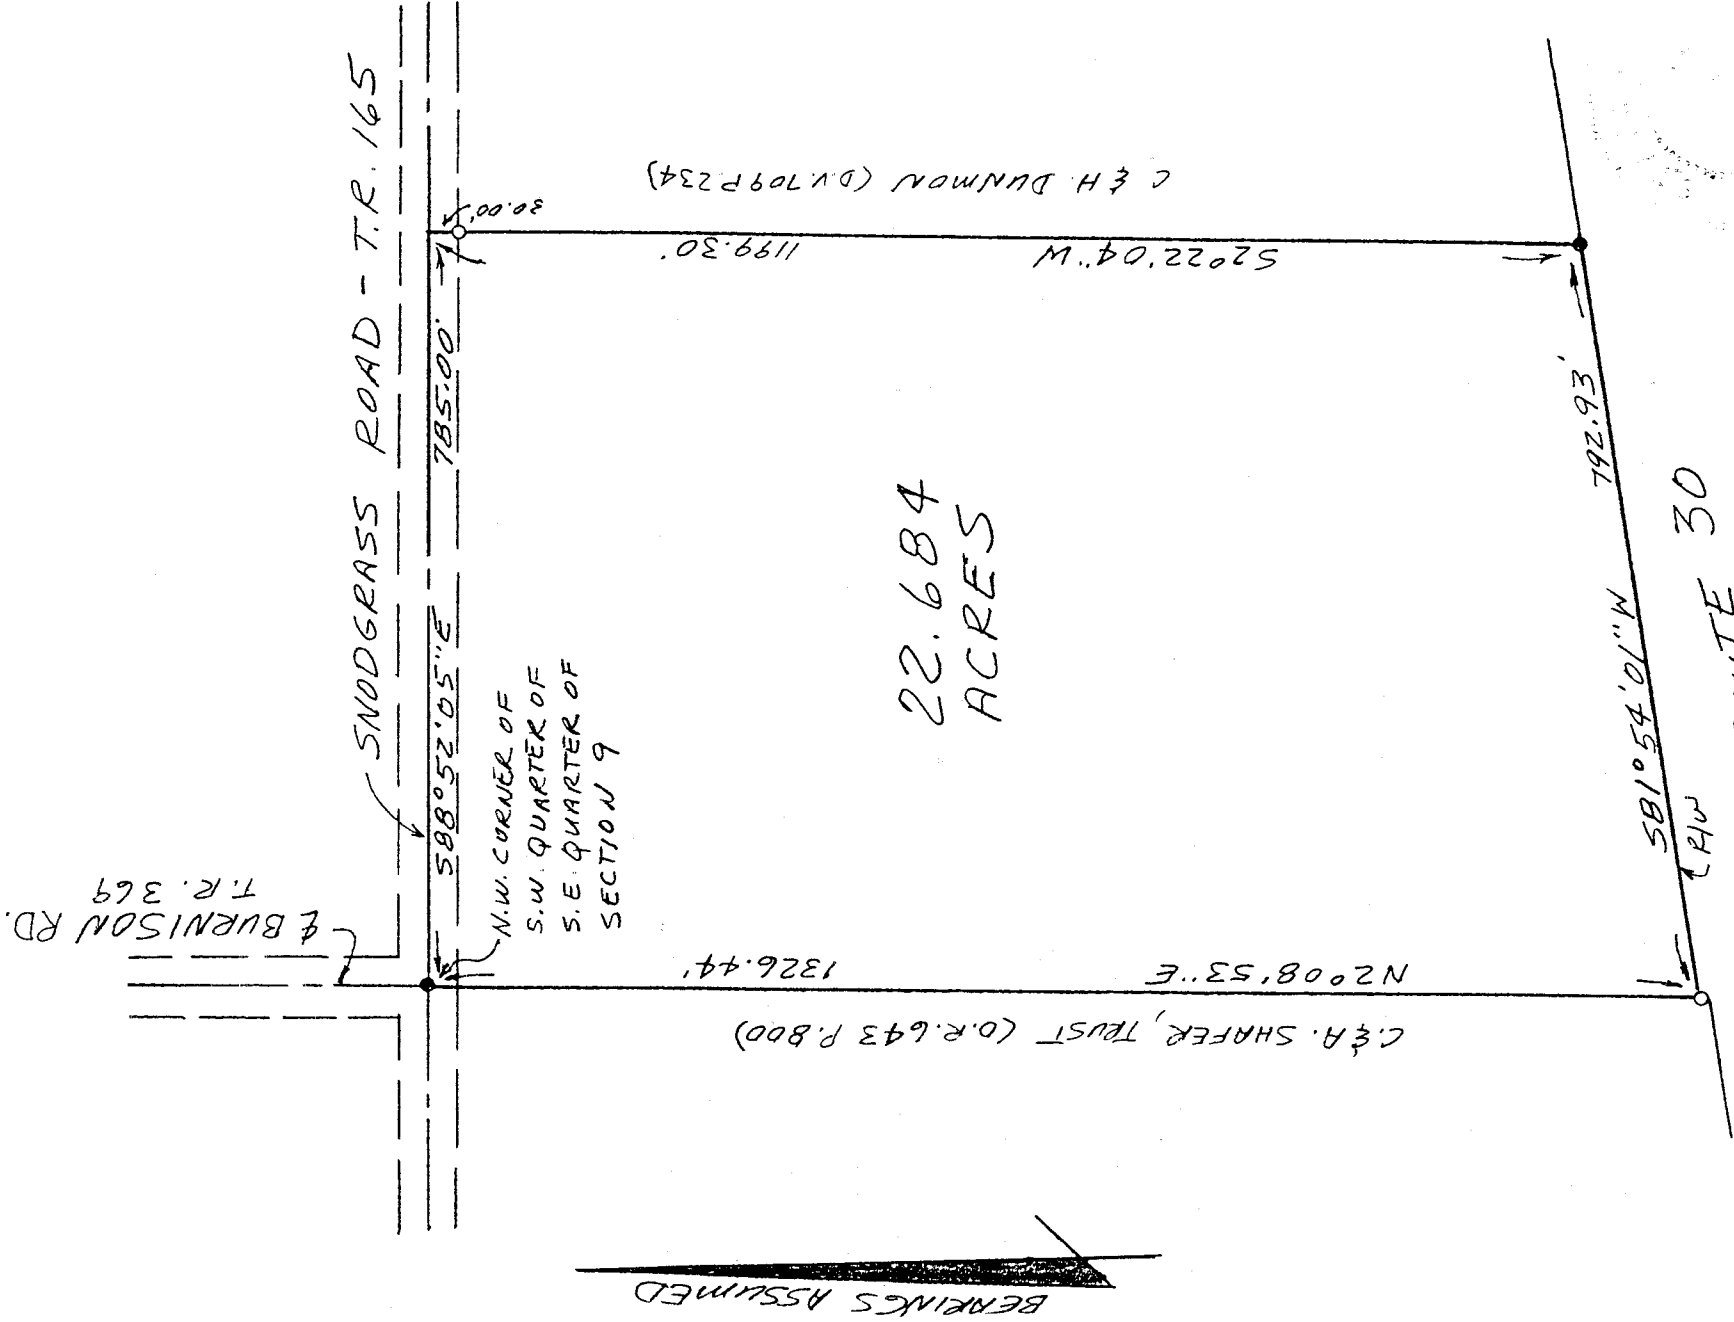 SNODGRASS ROAD - T.R. 165
℄ BURNISON RD.
T.R. 369
S88°52'05"E 785.00'
30.00'
N.W. CORNER OF
S.W. QUARTER OF
S.E. QUARTER OF
SECTION 9
C & H. DUNMON (D.V. 709 P. 234)
S2°22'04"W 1199.30'
22.684
ACRES
N2°08'53"E 1326.44'
C. & A. SHAFER, TRUST (O.R. 643 P. 800)
S81°54'01"W 792.93'
R/W
30
BEARINGS ASSUMED